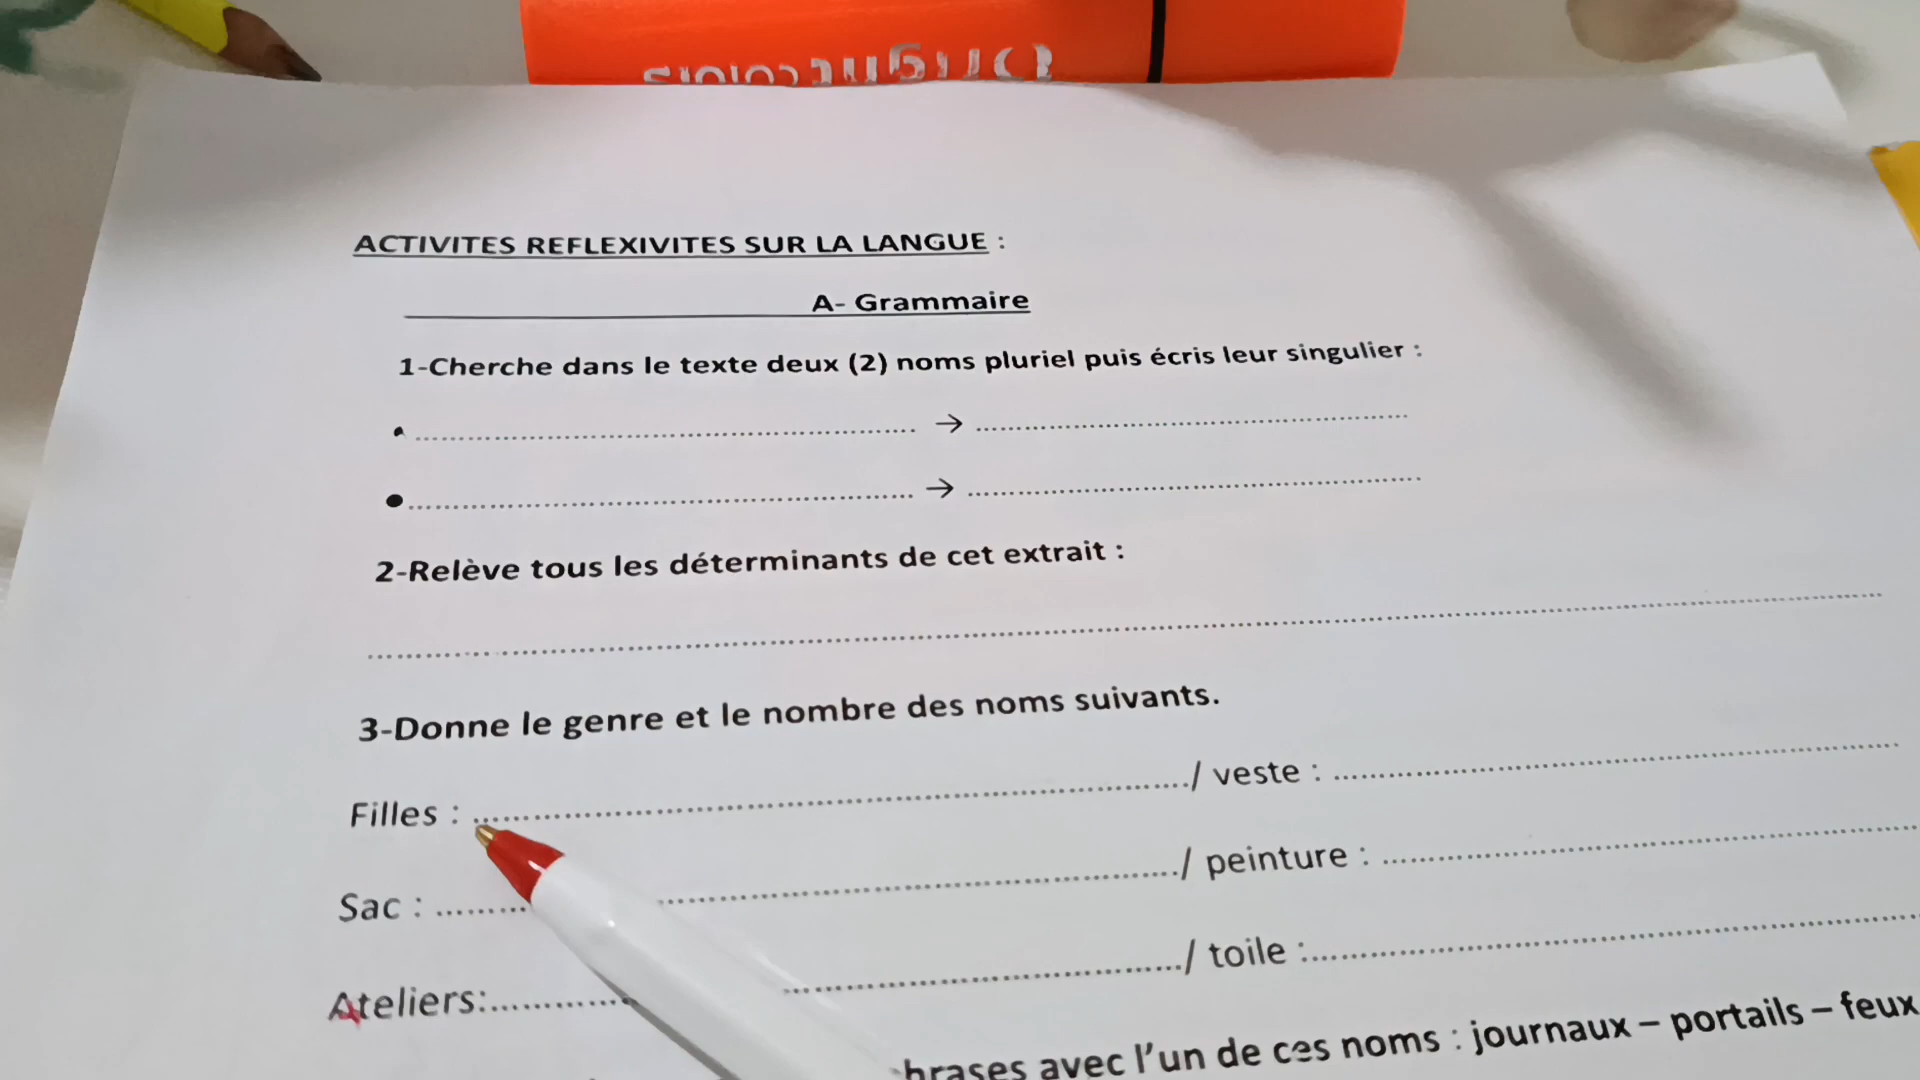 ACTIVITES REFLEXIVITES SUR LA LANGUE :
A- Grammaire
1-Cherche dans le texte deux (2) noms pluriel puis écris leur singulier :
• .................................................. → ..................................................
• .................................................. → ..................................................
2-Relève tous les déterminants de cet extrait :
....................................................................................................
3-Donne le genre et le nombre des noms suivants.
Filles : ............................................................/ veste : ..................................................
Sac : ............................................................/ peinture : ..................................................
Ateliers:............................................................/ toile :..................................................
avec l'un de ces noms : journaux – portails – feux